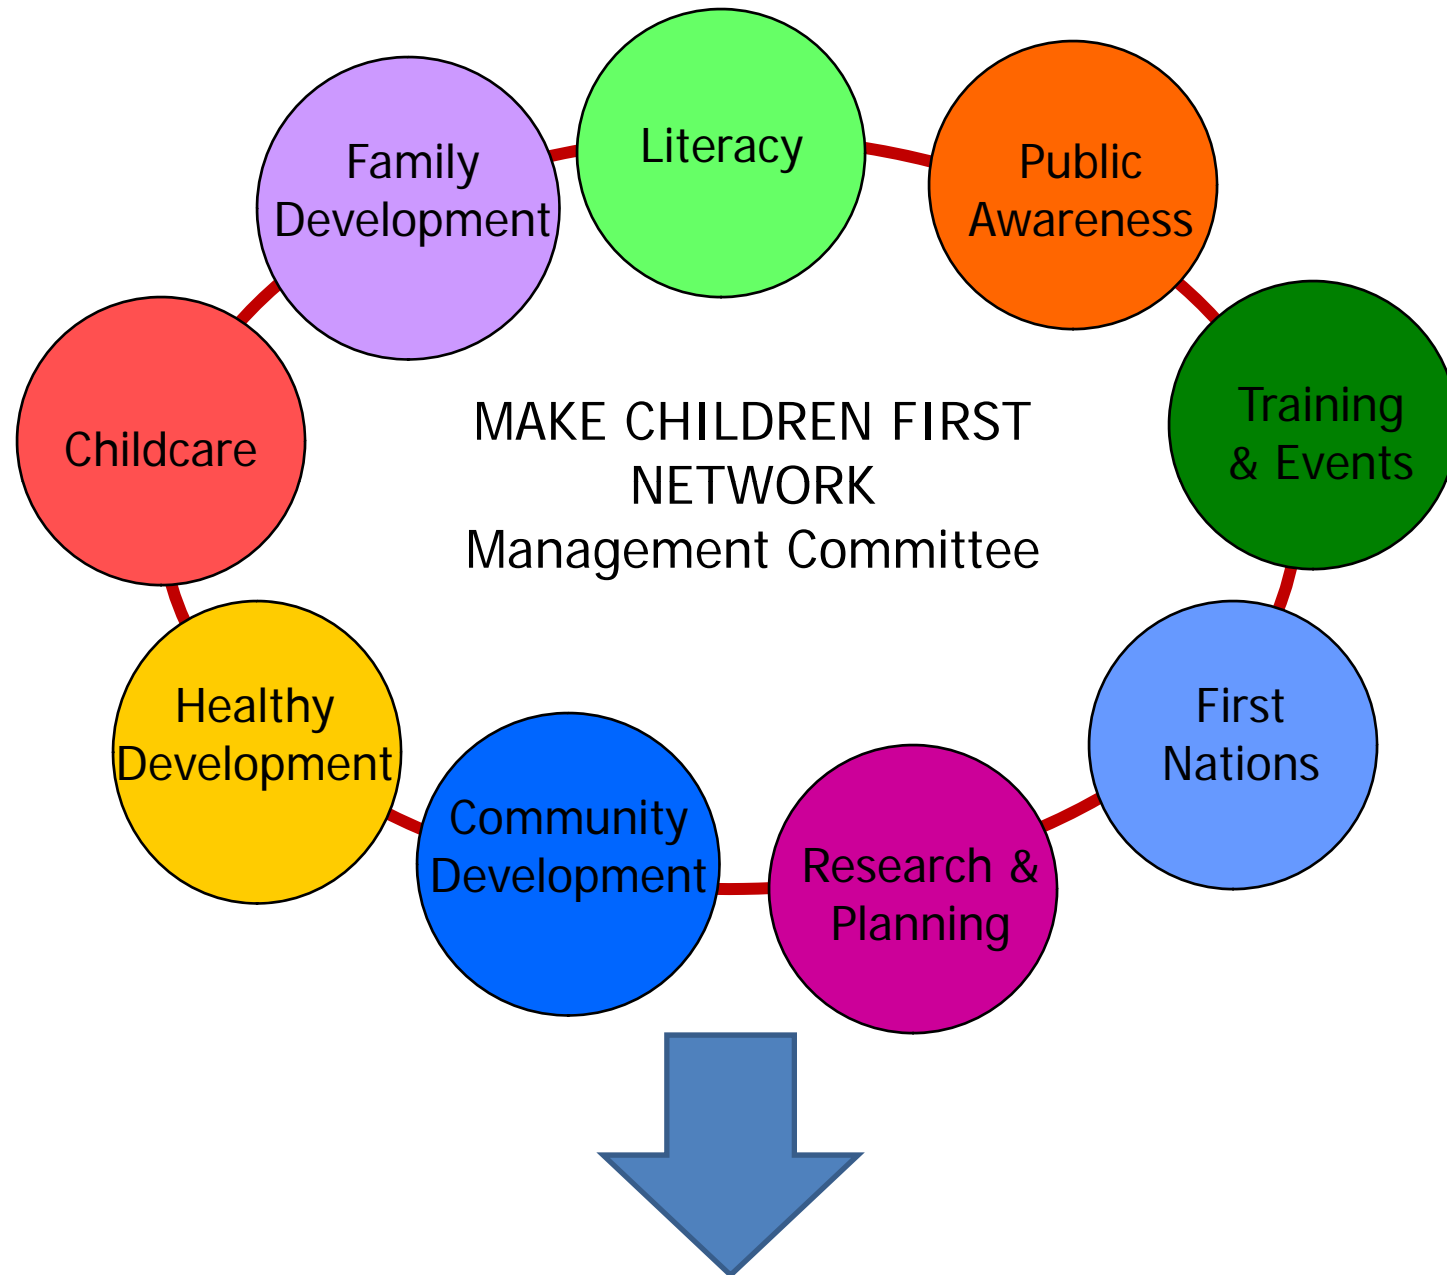 Literacy
Family
Development
Public
Awareness
Childcare
MAKE CHILDREN FIRST
NETWORK
Management Committee
Training
& Events
Healthy
Development
First
Nations
Community
Development
Research &
Planning